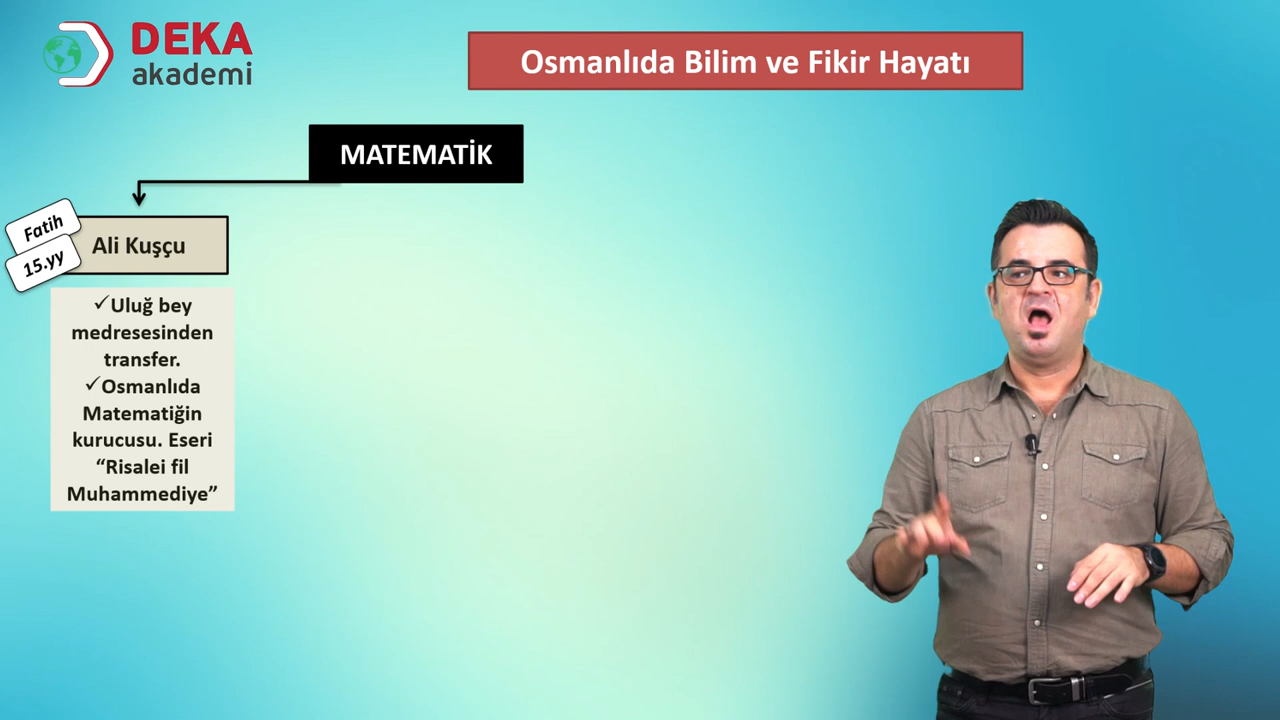 DEKA
akademi
Osmanlıda Bilim ve Fikir Hayatı
MATEMATİK
Fatih
15.yy
Ali Kuşçu
✓Uluğ bey
medresesinden
transfer.
✓Osmanlıda
Matematiğin
kurucusu. Eseri
“Risalei fil
Muhammediye”